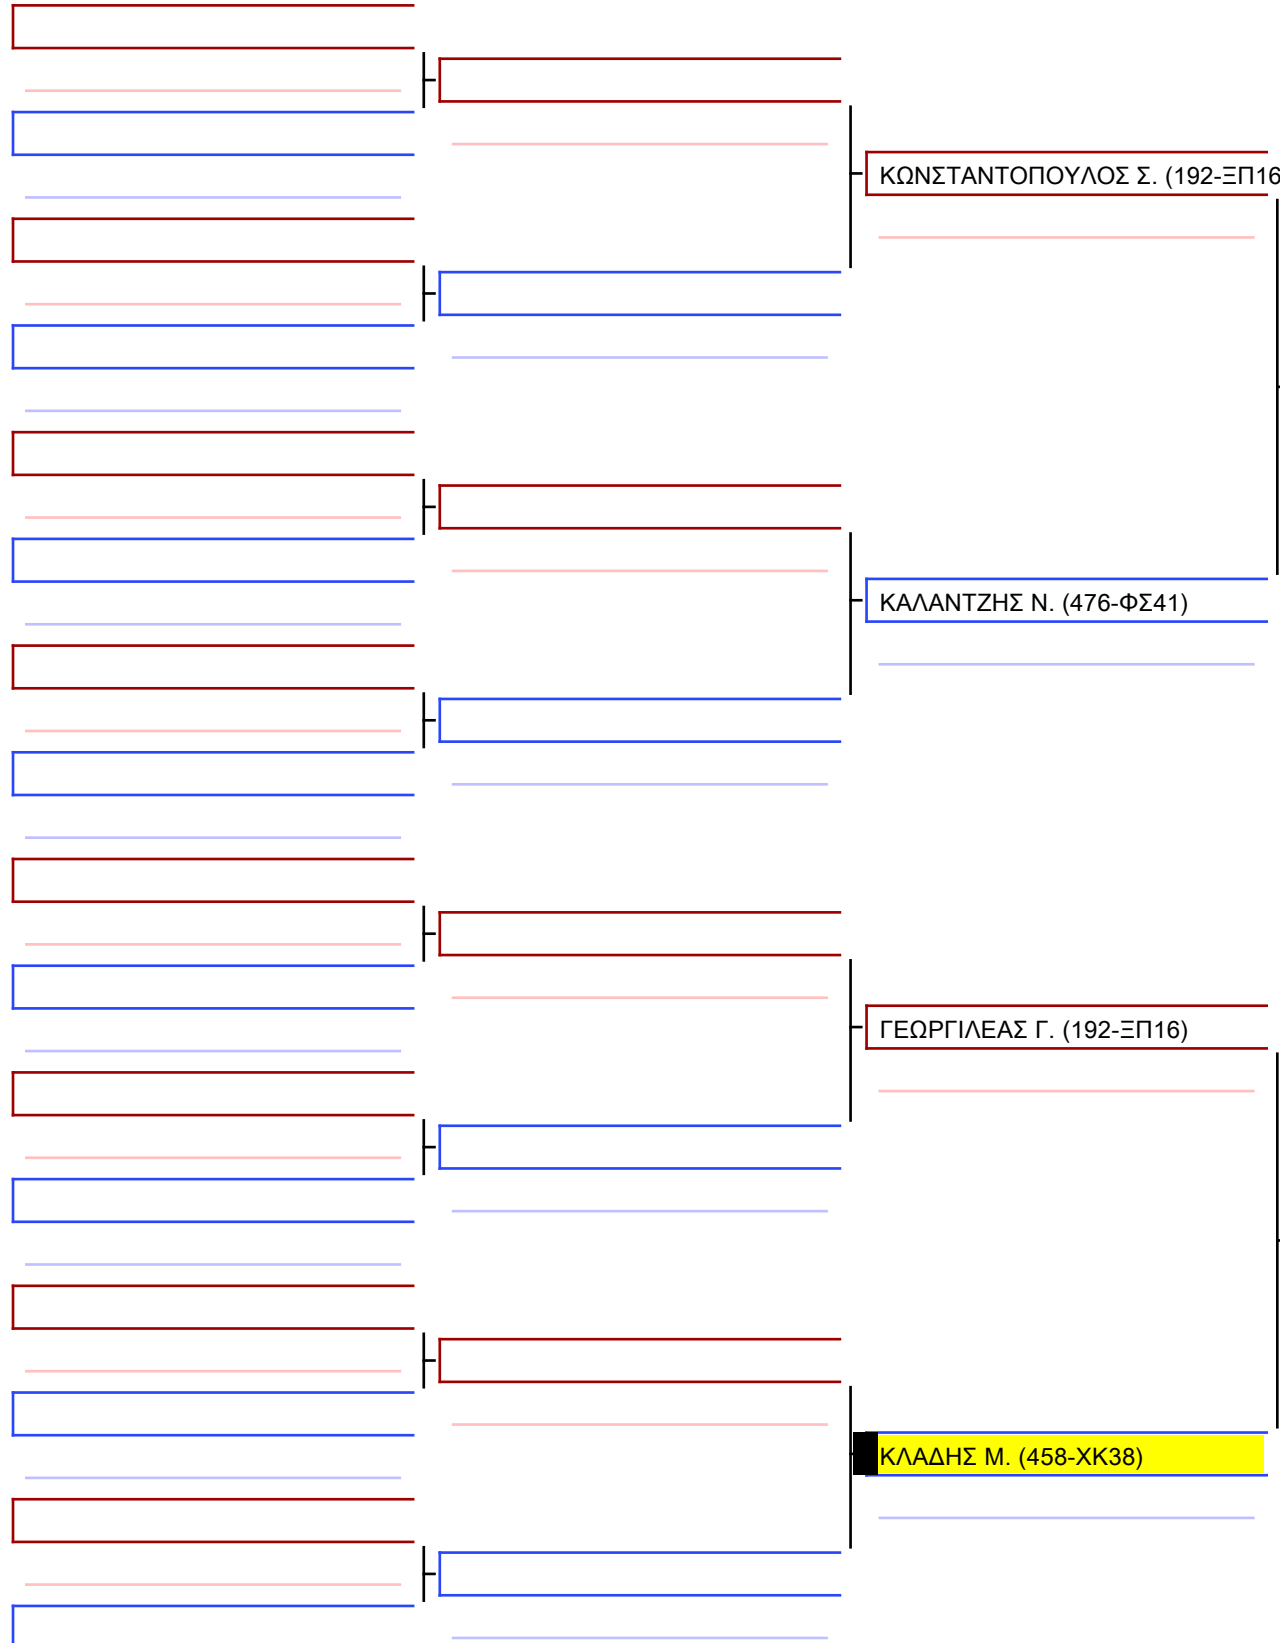 ΚΩΝΣΤΑΝΤΟΠΟΥΛΟΣ Σ. (192-ΞΠ16
ΚΑΛΑΝΤΖΗΣ Ν. (476-ΦΣ41)
ΓΕΩΡΓΙΛΕΑΣ Γ. (192-ΞΠ16)
ΚΛΑΔΗΣ Μ. (458-ΧΚ38)